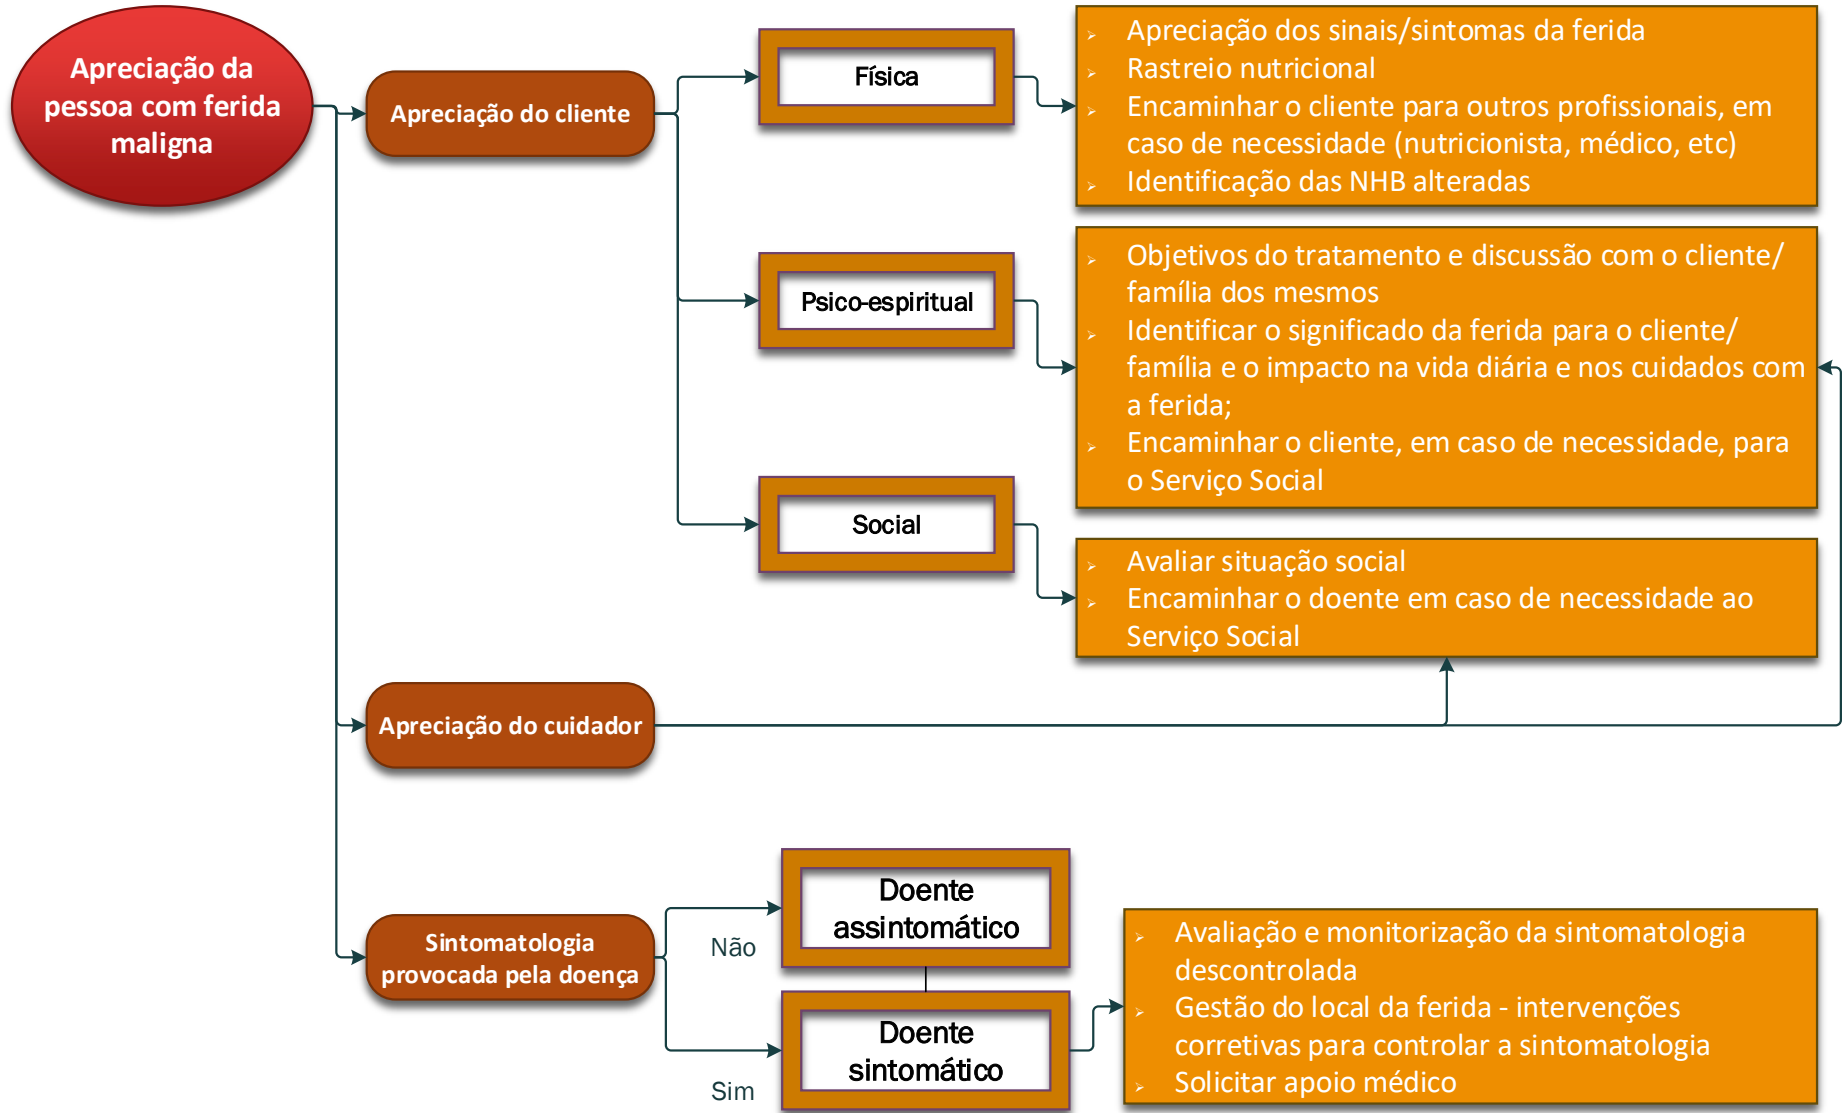 Apreciação da
pessoa com ferida
maligna
Apreciação do cliente
Física
Apreciação dos sinais/sintomas da ferida
Rastreio nutricional
Encaminhar o cliente para outros profissionais, em
caso de necessidade (nutricionista, médico, etc)
Identificação das NHB alteradas
Psico-espiritual
Objetivos do tratamento e discussão com o cliente/
família dos mesmos
Identificar o significado da ferida para o cliente/
família e o impacto na vida diária e nos cuidados com
a ferida;
Encaminhar o cliente, em caso de necessidade, para
o Serviço Social
Social
Avaliar situação social
Encaminhar o doente em caso de necessidade ao
Serviço Social
Apreciação do cuidador
Sintomatologia
provocada pela doença
Não
Doente
assintomático
Sim
Doente
sintomático
Avaliação e monitorização da sintomatologia
descontrolada
Gestão do local da ferida - intervenções
corretivas para controlar a sintomatologia
Solicitar apoio médico